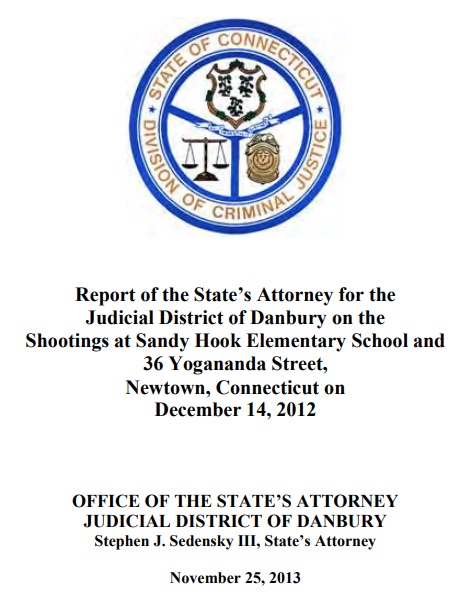 STATE OF CONNECTICUT
DIVISION OF CRIMINAL JUSTICE
Report of the State’s Attorney for the
Judicial District of Danbury on the
Shootings at Sandy Hook Elementary School and
36 Yogananda Street,
Newtown, Connecticut on
December 14, 2012
OFFICE OF THE STATE’S ATTORNEY
JUDICIAL DISTRICT OF DANBURY
Stephen J. Sedensky III, State’s Attorney
November 25, 2013